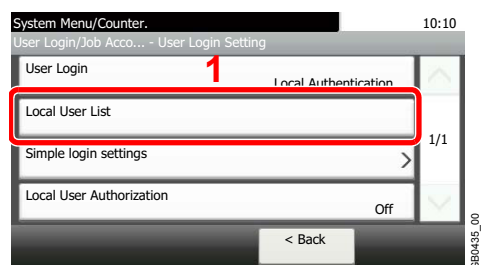 System Menu/Counter. 10:10
User Login/Job Acco... - User Login Setting
User Login 1
Local Authentication
Local User List
1/1
Simple login settings
Local User Authorization
Off
< Back
GB0435_00